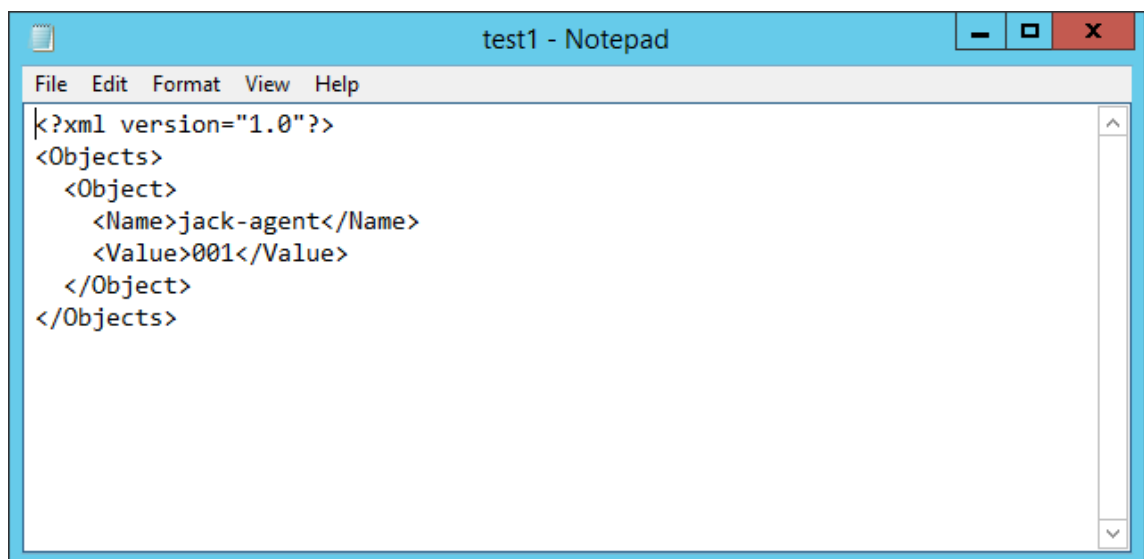 test1 - Notepad
File Edit Format View Help
<?xml version="1.0"?>
<Objects>
  <Object>
    <Name>jack-agent</Name>
    <Value>001</Value>
  </Object>
</Objects>